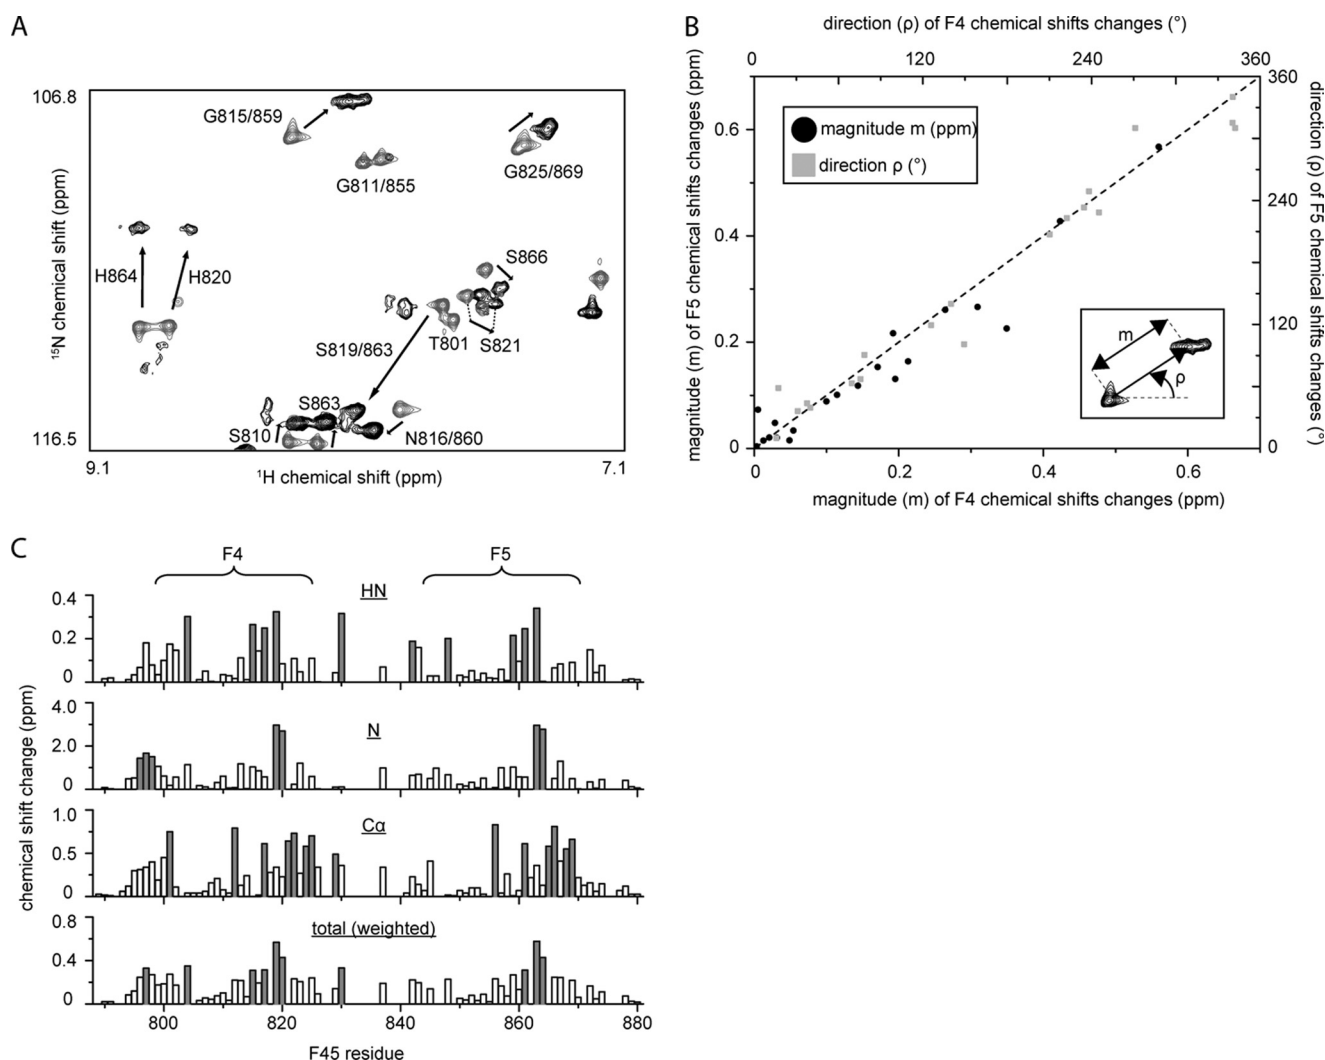 A
106.8
G815/859
G811/855
G825/869
H864
H820
S866
T801
S821
S819/863
S863
S810
N816/860
116.5
9.1
7.1
¹H chemical shift (ppm)
¹⁵N chemical shift (ppm)
B
direction (ρ) of F4 chemical shifts changes (°)
0 120 240 360
360
240
120
0
direction (ρ) of F5 chemical shifts changes (°)
magnitude m (ppm)
direction ρ (°)
m
ρ
0.6
0.4
0.2
0
magnitude (m) of F5 chemical shifts changes (ppm)
0 0.2 0.4 0.6
magnitude (m) of F4 chemical shifts changes (ppm)
C
F4
F5
HN
0.4
0.2
0
N
4.0
2.0
0
Cα
1.0
0.5
0
total (weighted)
0.8
0.4
0
chemical shift change (ppm)
800 820 840 860 880
F45 residue